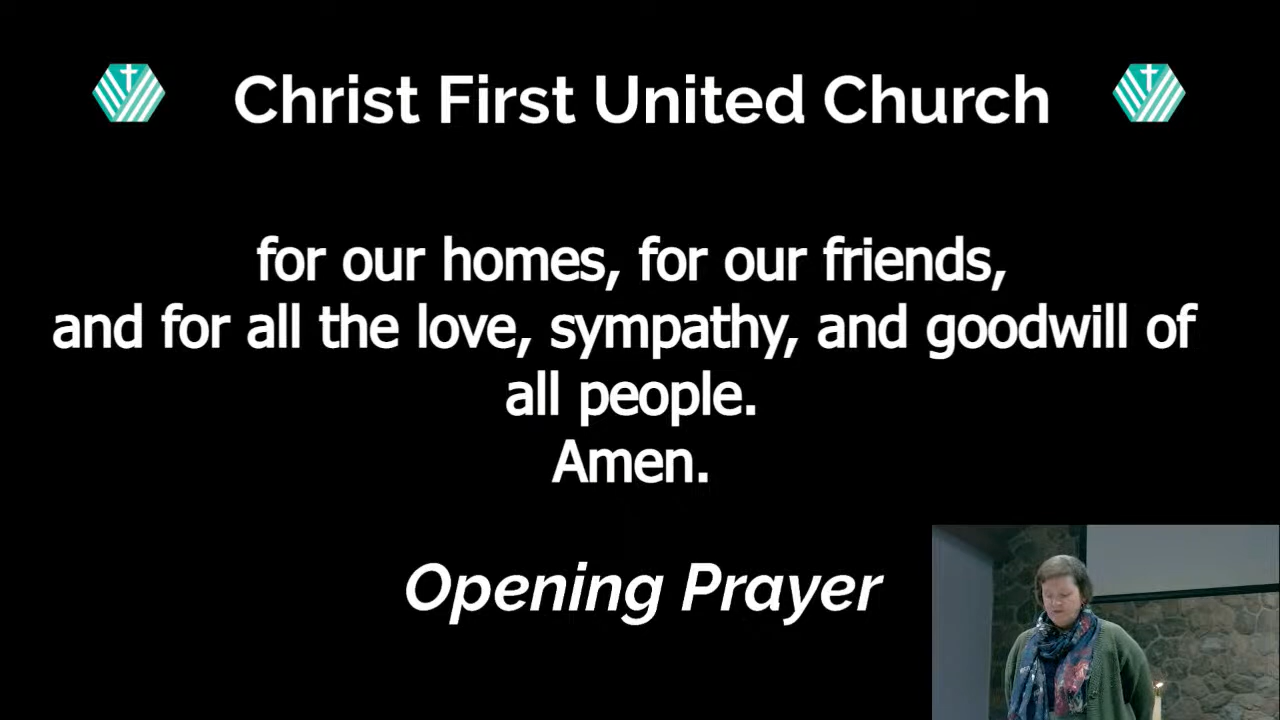 Christ First United Church
for our homes, for our friends,
and for all the love, sympathy, and goodwill of
all people.
Amen.
Opening Prayer